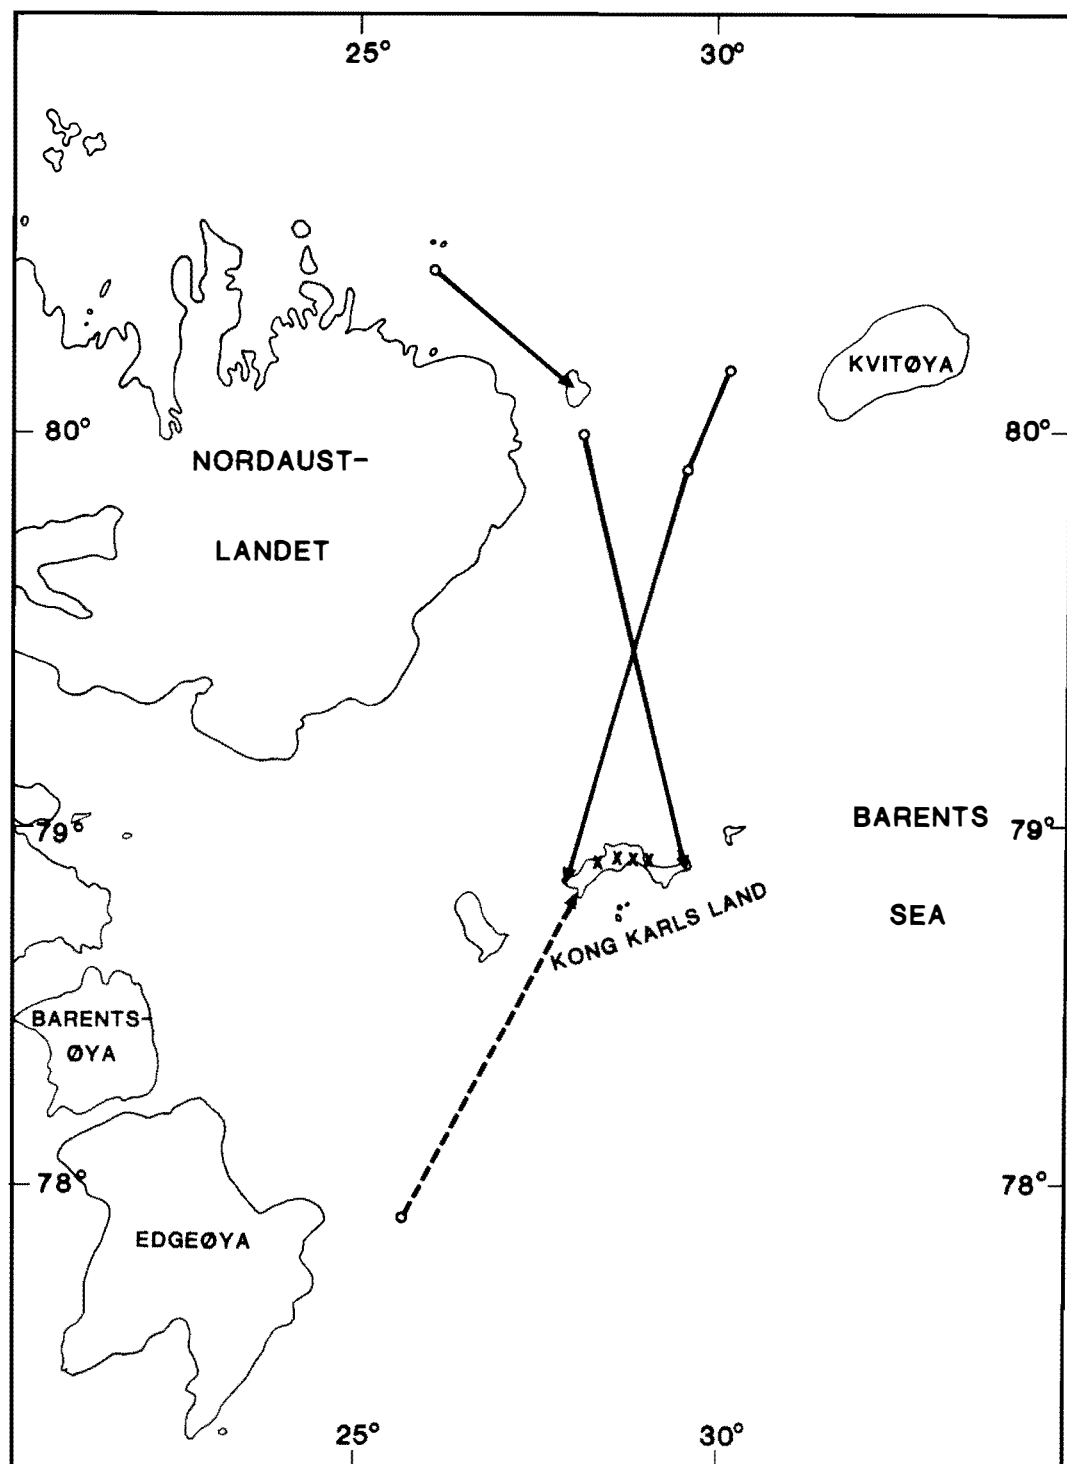 25° 30°
KVITØYA
80° 80°
NORDAUST-
LANDET
79° BARENTS 79°
SEA
x x x x
KONG KARLS LAND
BARENTS-
ØYA
78° 78°
EDGEØYA
25° 30°